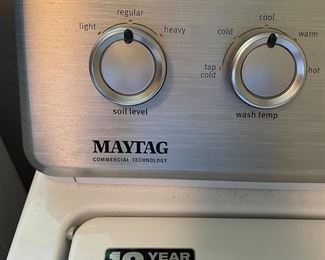 regular
light
heavy
soil level
cool
cold
warm
tap
cold
hot
wash temp
MAYTAG
COMMERCIAL TECHNOLOGY
10 YEAR